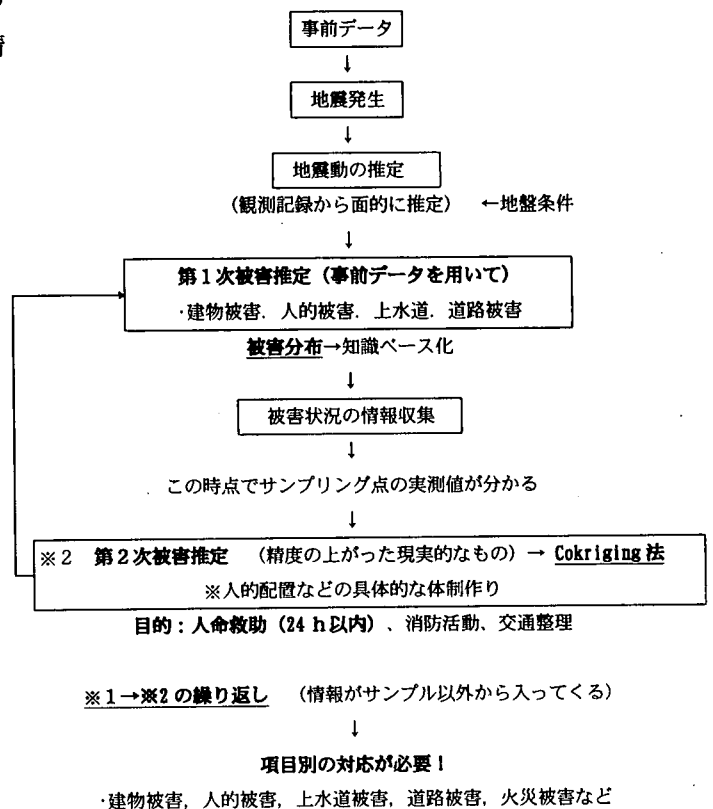 事前データ
↓
地震発生
↓
地震動の推定
(観測記録から面的に推定) ←地盤条件
↓
第1次被害推定(事前データを用いて)
・建物被害. 人的被害. 上水道. 道路被害
被害分布→知識ベース化
↓
被害状況の情報収集
↓
この時点でサンプリング点の実測値が分かる
↓
※2 第2次被害推定 (精度の上がった現実的なもの)→ Cokriging法
※人的配置などの具体的な体制作り
目的:人命救助(24 h以内)、消防活動、交通整理
※1→※2の繰り返し (情報がサンプル以外から入ってくる)
↓
項目別の対応が必要!
・建物被害, 人的被害, 上水道被害, 道路被害, 火災被害など